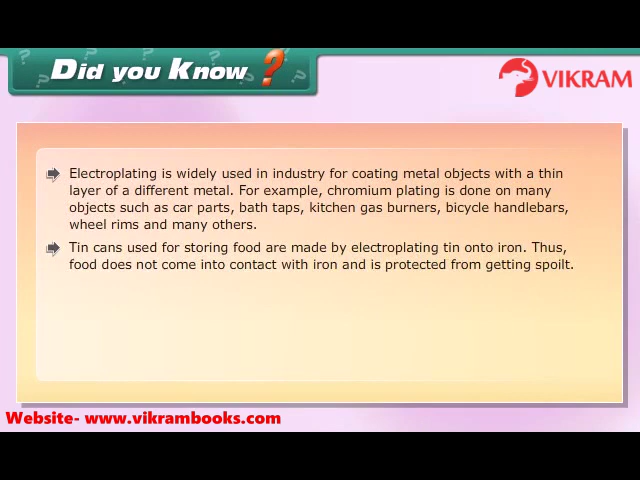 Did you Know ?
VIKRAM
Electroplating is widely used in industry for coating metal objects with a thin
layer of a different metal. For example, chromium plating is done on many
objects such as car parts, bath taps, kitchen gas burners, bicycle handlebars,
wheel rims and many others.
Tin cans used for storing food are made by electroplating tin onto iron. Thus,
food does not come into contact with iron and is protected from getting spoilt.
Website- www.vikrambooks.com